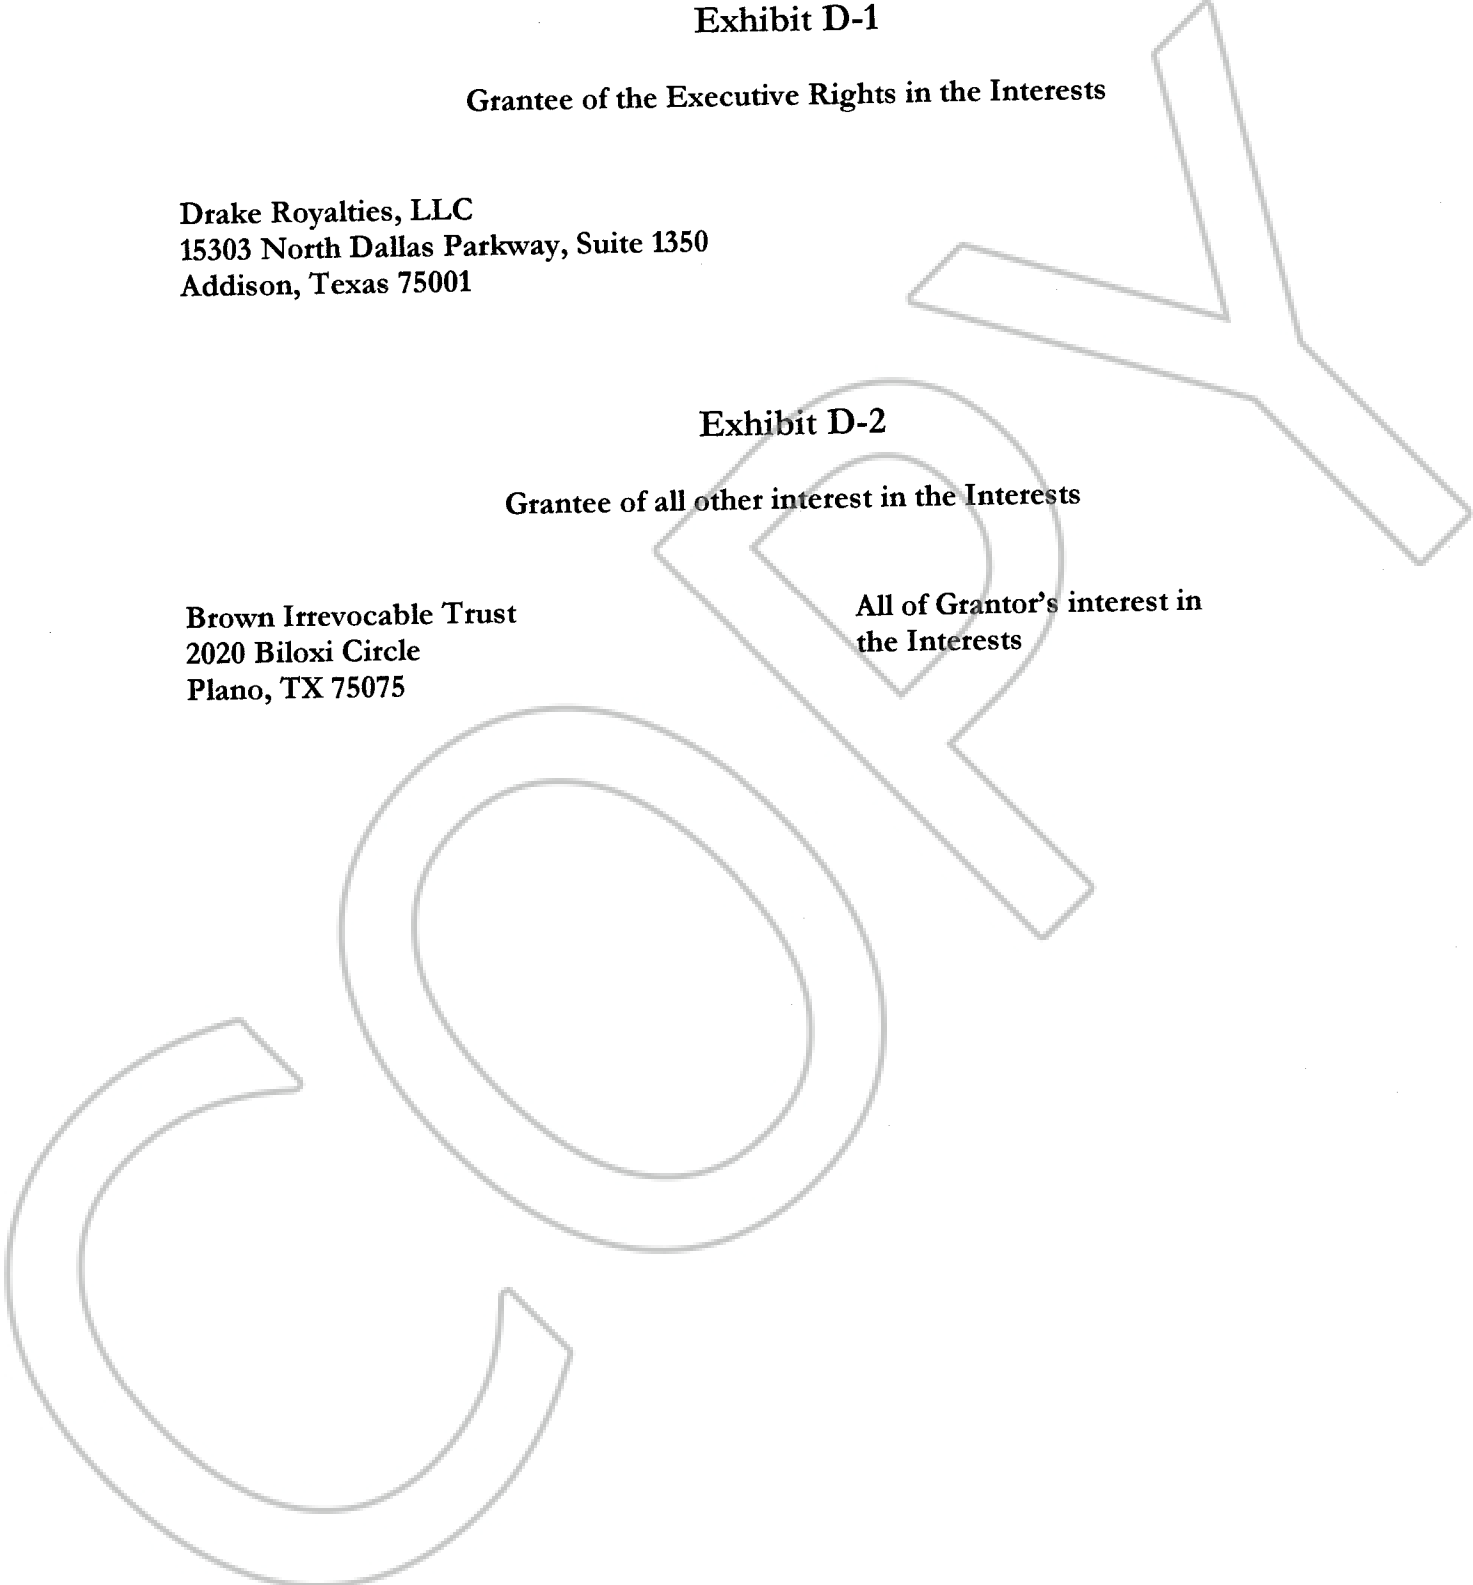 Exhibit D-1
Grantee of the Executive Rights in the Interests
Drake Royalties, LLC
15303 North Dallas Parkway, Suite 1350
Addison, Texas 75001
Exhibit D-2
Grantee of all other interest in the Interests
Brown Irrevocable Trust
2020 Biloxi Circle
Plano, TX 75075
All of Grantor's interest in
the Interests
COPY